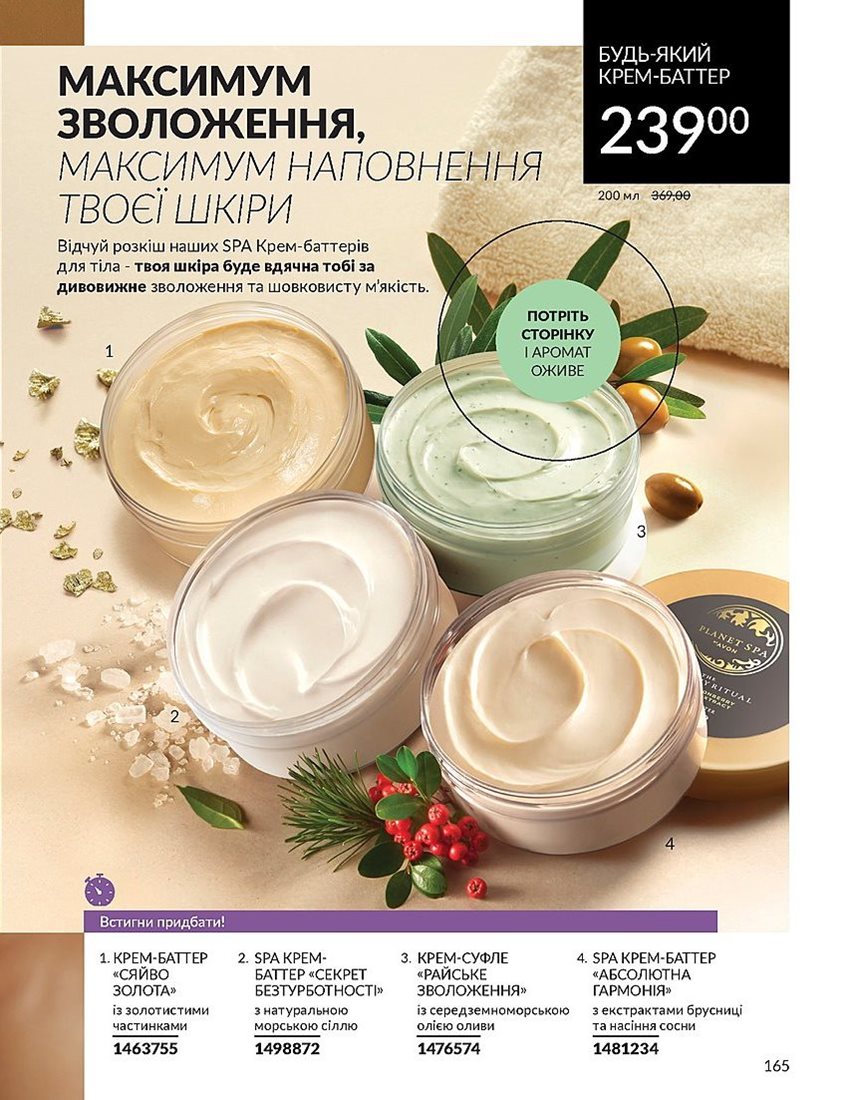 БУДЬ-ЯКИЙ
КРЕМ-БАТТЕР
239⁰⁰
200 мл 369,00
МАКСИМУМ
ЗВОЛОЖЕННЯ,
МАКСИМУМ НАПОВНЕННЯ
ТВОЄЇ ШКІРИ
Відчуй розкіш наших SPA Крем-баттерів
для тіла - твоя шкіра буде вдячна тобі за
дивовижне зволоження та шовковисту м'якість.
ПОТРІТЬ
СТОРІНКУ
І АРОМАТ
ОЖИВЕ
1
3
2
4
PLANET SPA
AVON
THE
RITUAL
EXTRACT
Встигни придбати!
1. КРЕМ-БАТТЕР
«СЯЙВО
ЗОЛОТА»
із золотистими
частинками
1463755
2. SPA КРЕМ-
БАТТЕР «СЕКРЕТ
БЕЗТУРБОТНОСТІ»
з натуральною
морською сіллю
1498872
3. КРЕМ-СУФЛЕ
«РАЙСЬКЕ
ЗВОЛОЖЕННЯ»
із середземноморською
олією оливи
1476574
4. SPA КРЕМ-БАТТЕР
«АБСОЛЮТНА
ГАРМОНІЯ»
з екстрактами брусниці
та насіння сосни
1481234
165